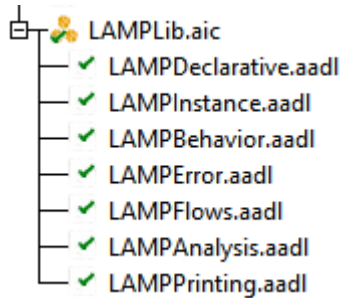 LAMPLib.aic
LAMPDeclarative.aadl
LAMPInstance.aadl
LAMPBehavior.aadl
LAMPError.aadl
LAMPFlows.aadl
LAMPAnalysis.aadl
LAMPPrinting.aadl